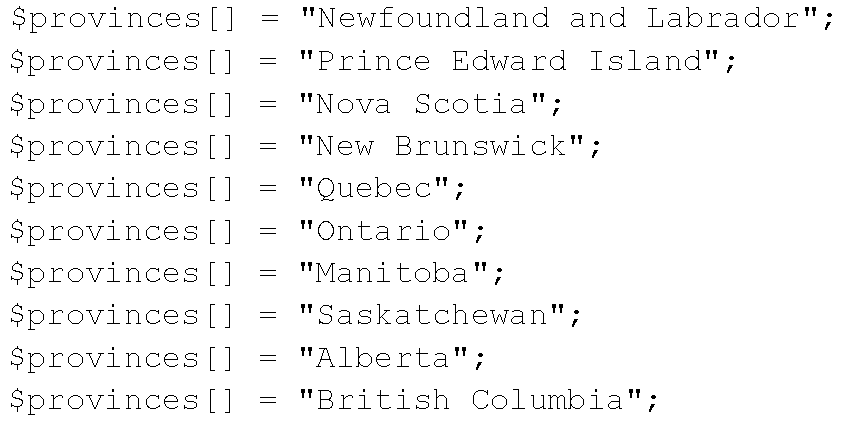 $provinces[] = "Newfoundland and Labrador";
$provinces[] = "Prince Edward Island";
$provinces[] = "Nova Scotia";
$provinces[] = "New Brunswick";
$provinces[] = "Quebec";
$provinces[] = "Ontario";
$provinces[] = "Manitoba";
$provinces[] = "Saskatchewan";
$provinces[] = "Alberta";
$provinces[] = "British Columbia";